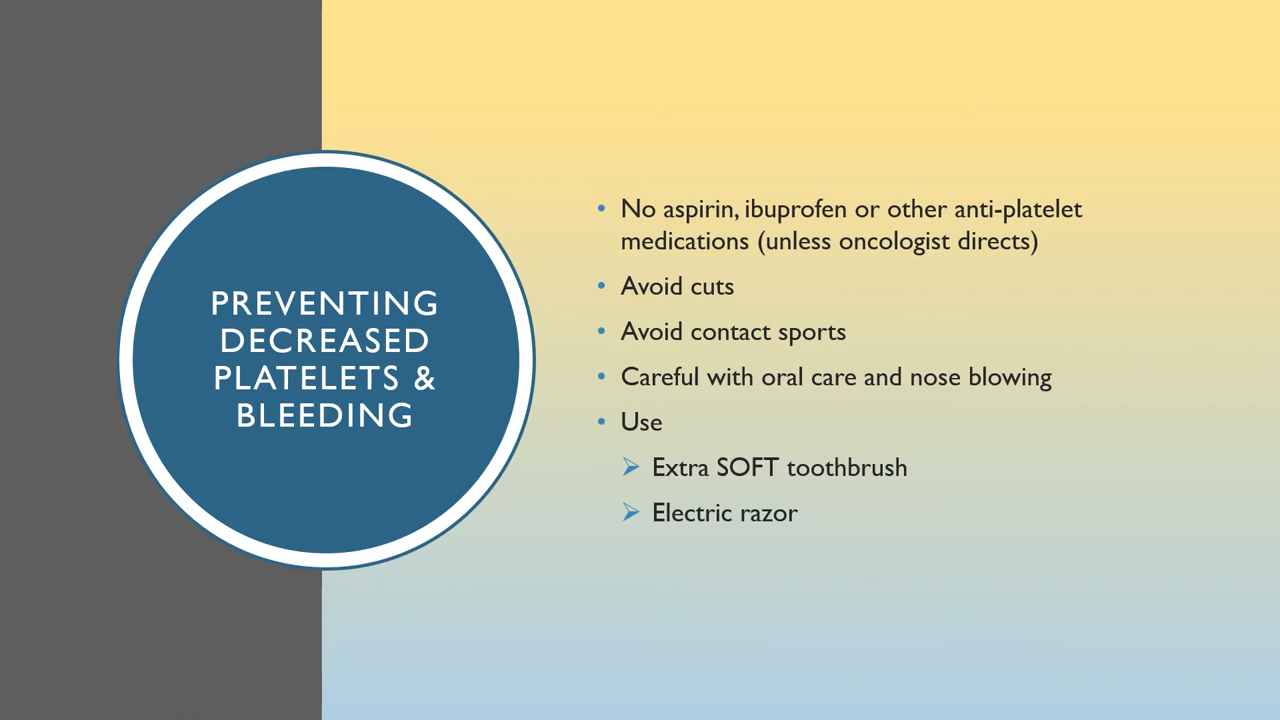 PREVENTING
DECREASED
PLATELETS &
BLEEDING
• No aspirin, ibuprofen or other anti-platelet
medications (unless oncologist directs)
• Avoid cuts
• Avoid contact sports
• Careful with oral care and nose blowing
• Use
➢ Extra SOFT toothbrush
➢ Electric razor